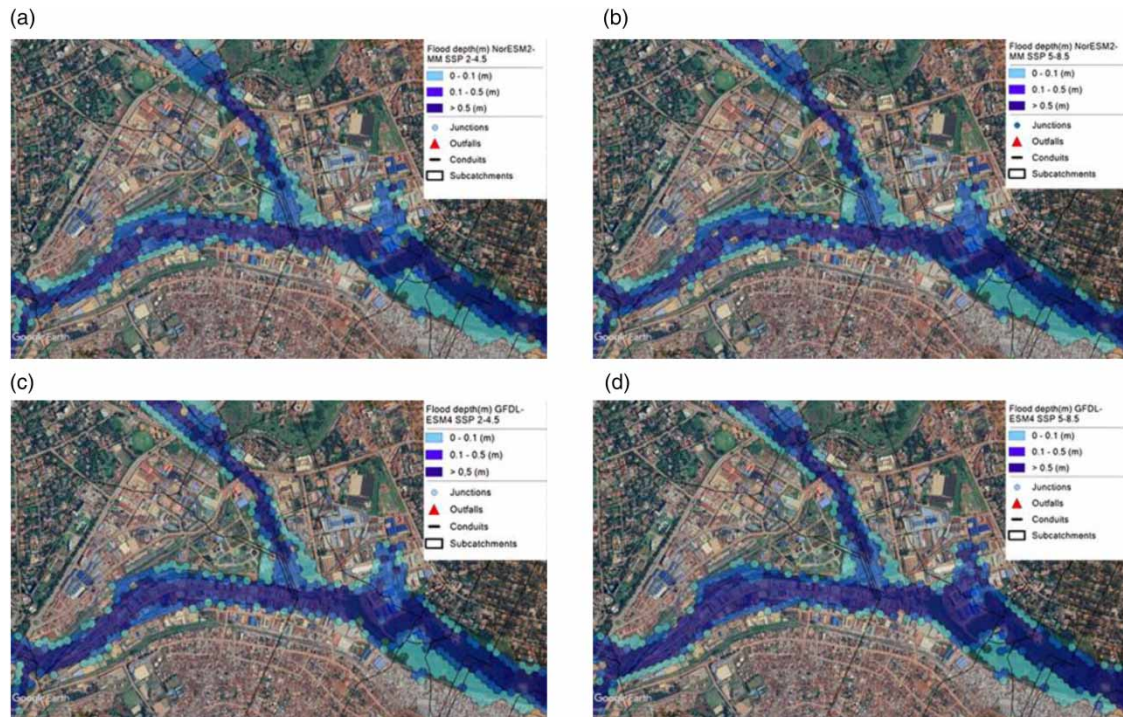 (a)
Flood depth(m) NorESM2-
MM SSP 2-4.5
0 - 0.1 (m)
0.1 - 0.5 (m)
> 0.5 (m)
Junctions
Outfalls
Conduits
Subcatchments
Google Earth
(b)
Flood depth(m) NorESM2-
MM SSP 5-8.5
0 - 0.1 (m)
0.1 - 0.5 (m)
> 0.5 (m)
Junctions
Outfalls
Conduits
Subcatchments
Google Earth
(c)
Flood depth(m) GFDL-
ESM4 SSP 2-4.5
0 - 0.1 (m)
0.1 - 0.5 (m)
> 0,5 (m)
Junctions
Outfalls
Conduits
Subcatchments
Google Earth
(d)
Flood depth(m) GFDL-
ESM4 SSP 5-8.5
0 - 0.1 (m)
0.1 - 0.5 (m)
> 0.5 (m)
Junctions
Outfalls
Conduits
Subcatchments
Google Earth